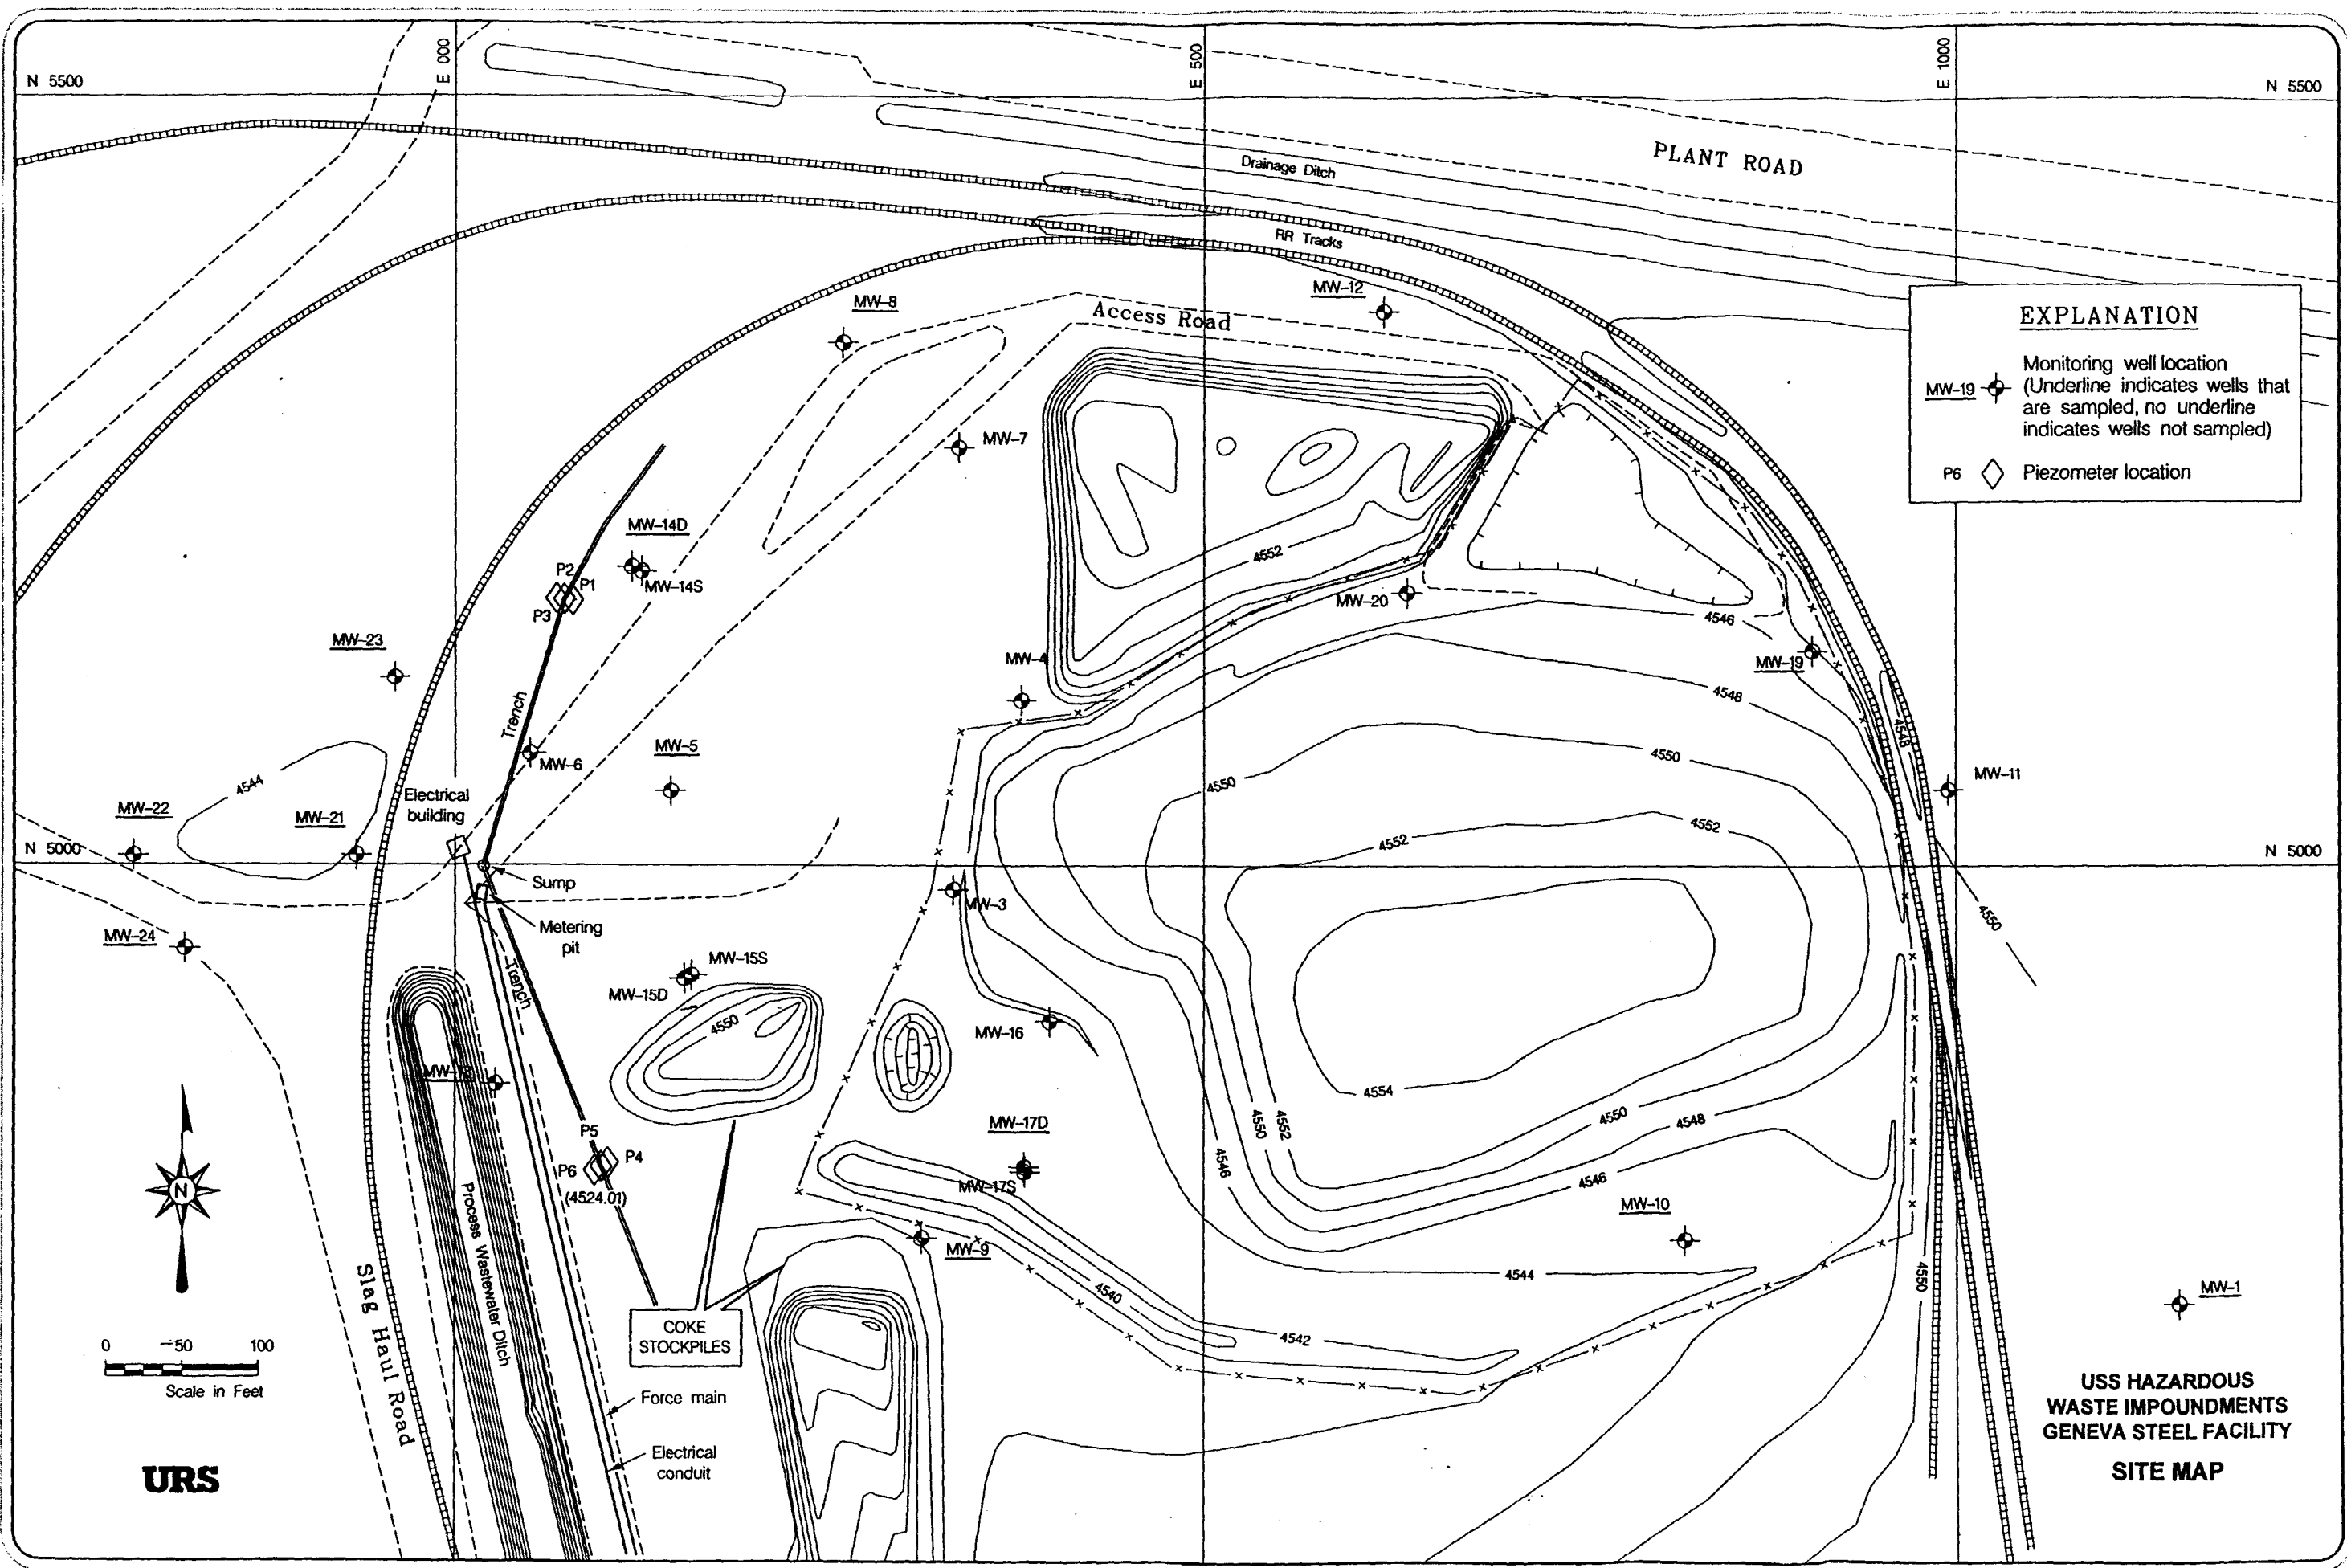 E 000
E 500
E 1000
N 5500
N 5500
PLANT ROAD
Drainage Ditch
RR Tracks
MW-12
MW-8
Access Road
EXPLANATION
Monitoring well location
MW-19 (Underline indicates wells that
are sampled, no underline
indicates wells not sampled)
P6 Piezometer location
MW-7
MW-14D
4552
P2
P1
MW-14S
P3
MW-20
4546
MW-23
MW-4
MW-19
4548
Trench
4548
MW-5
MW-6
4550
4550
MW-11
4544
Electrical
building
MW-22
MW-21
4552
4552
N 5000
N 5000
Sump
MW-3
4550
Metering
pit
MW-24
Trench
MW-15S
MW-15D
4550
MW-16
4554
4550
4552
4550
4548
MW-17D
P5
P4
P6
(4524.01)
4546
4546
MW-17S
N
Process Wastewater Ditch
MW-10
MW-9
4544
4550
MW-1
Slag Haul Road
4540
COKE
STOCKPILES
4542
0 50 100
Scale in Feet
Force main
Electrical
conduit
USS HAZARDOUS
WASTE IMPOUNDMENTS
GENEVA STEEL FACILITY
SITE MAP
URS